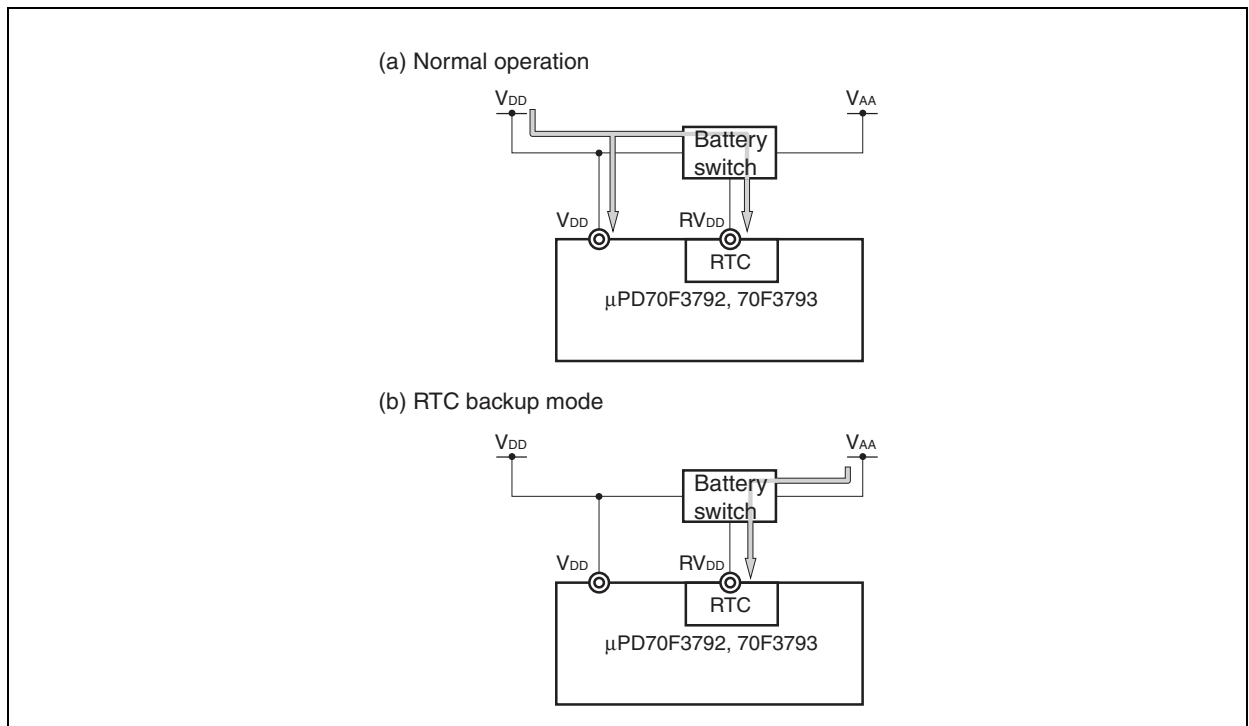 (a) Normal operation
VDD
VAA
Battery
switch
VDD
RVDD
RTC
μPD70F3792, 70F3793
(b) RTC backup mode
VDD
VAA
Battery
switch
VDD
RVDD
RTC
μPD70F3792, 70F3793